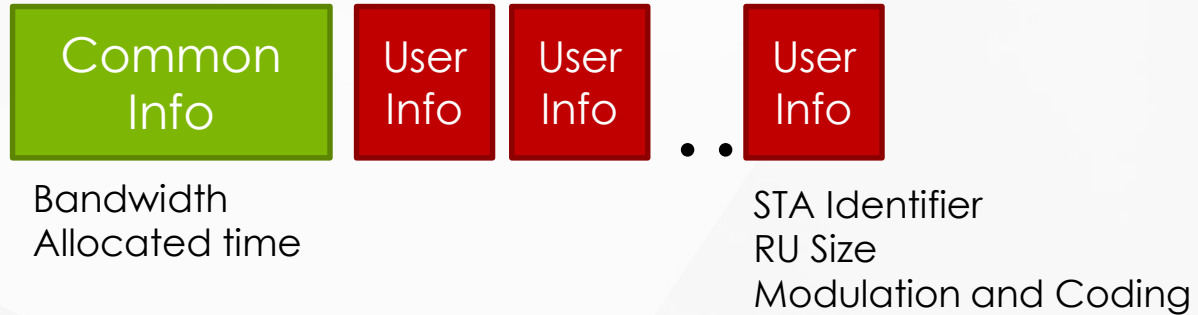 Common
Info
User
Info
User
Info
. .
User
Info
Bandwidth
Allocated time
STA Identifier
RU Size
Modulation and Coding